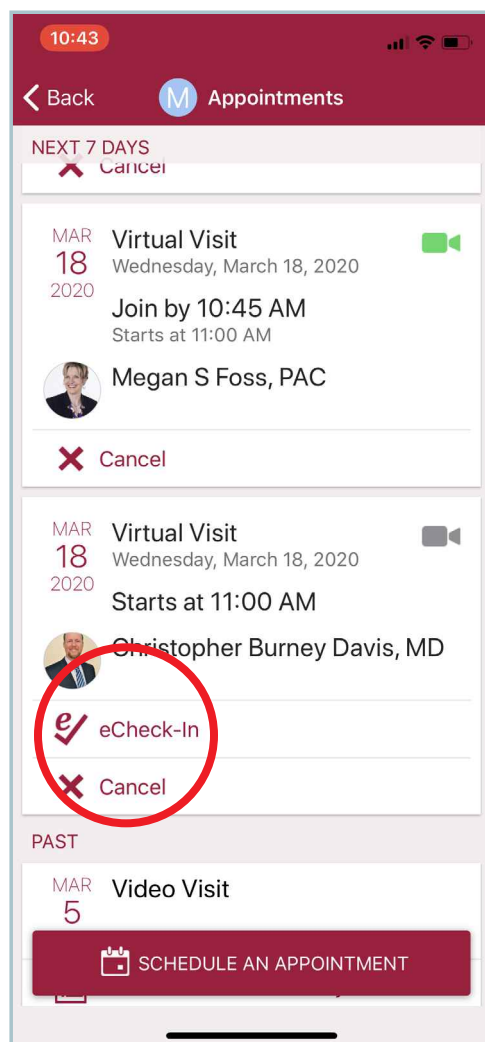 10:43
Back
M
Appointments
NEXT 7 DAYS
Cancel
MAR
18
2020
Virtual Visit
Wednesday, March 18, 2020
Join by 10:45 AM
Starts at 11:00 AM
Megan S Foss, PAC
Cancel
MAR
18
2020
Virtual Visit
Wednesday, March 18, 2020
Starts at 11:00 AM
Christopher Burney Davis, MD
e
eCheck-In
Cancel
PAST
MAR
5
Video Visit
SCHEDULE AN APPOINTMENT